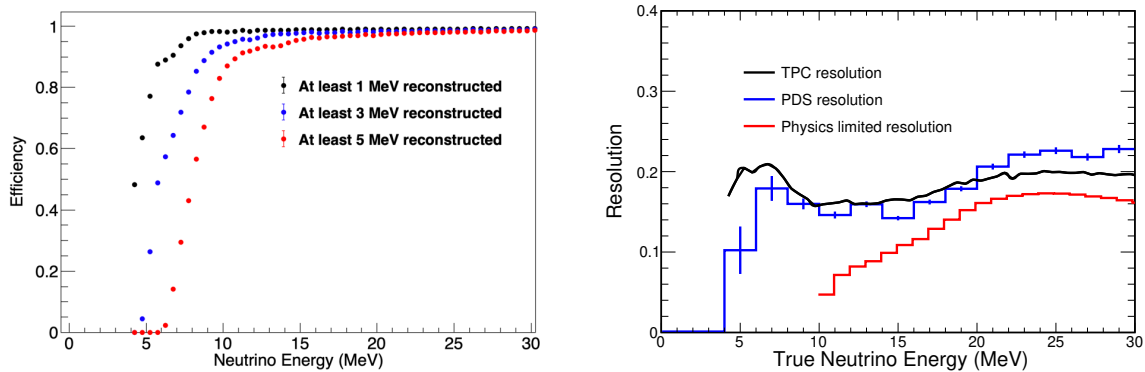 Efficiency
1
0.8
0.6
0.4
0.2
0
At least 1 MeV reconstructed
At least 3 MeV reconstructed
At least 5 MeV reconstructed
0 5 10 15 20 25 30
Neutrino Energy (MeV)
Resolution
0.4
0.3
0.2
0.1
0
TPC resolution
PDS resolution
Physics limited resolution
0 5 10 15 20 25 30
True Neutrino Energy (MeV)